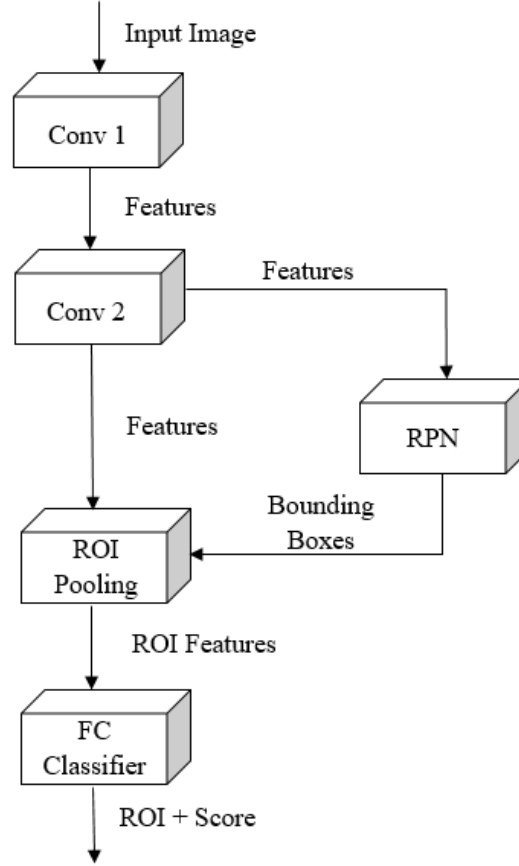 Input Image
Conv 1
Features
Features
Conv 2
Features
RPN
Bounding
Boxes
ROI
Pooling
ROI Features
FC
Classifier
ROI + Score